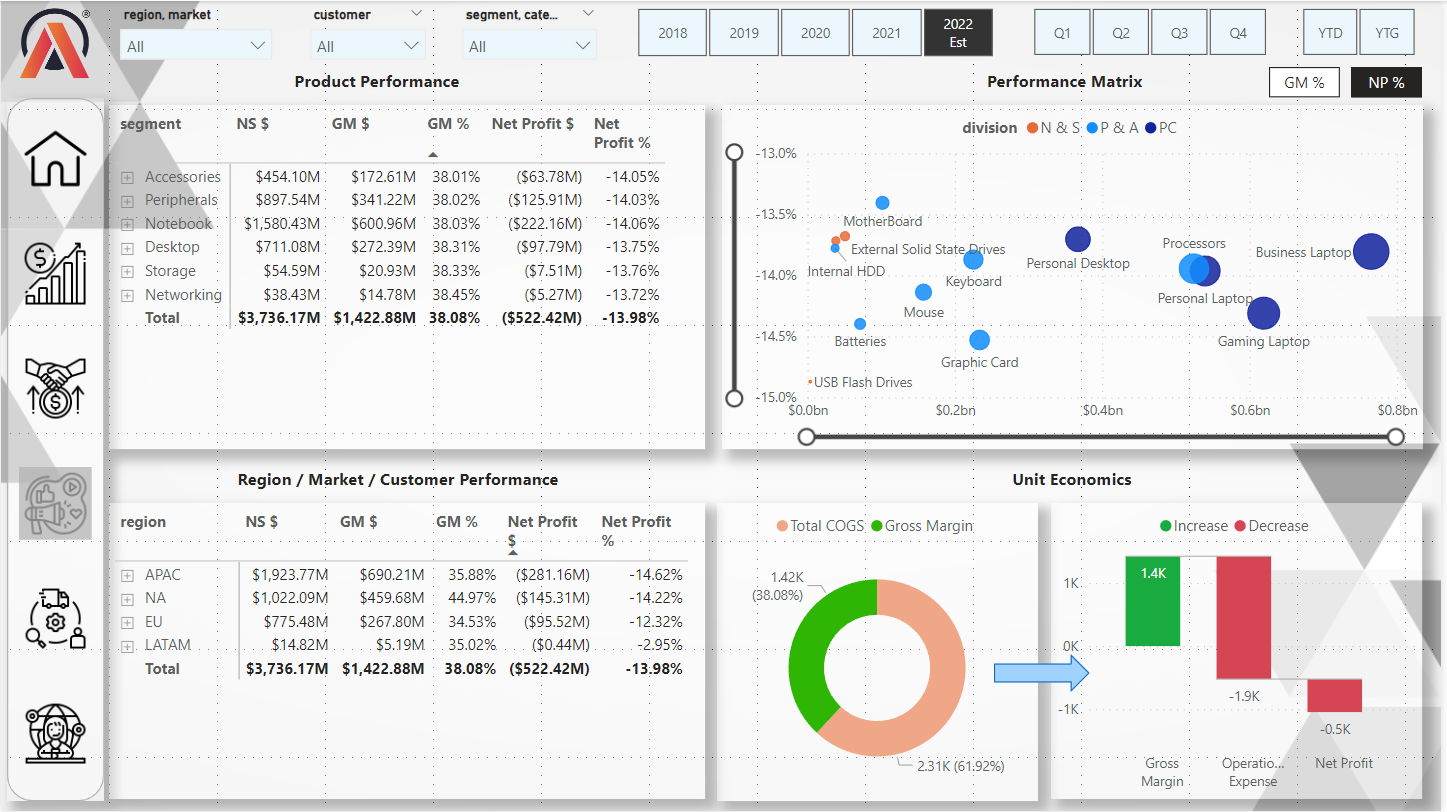 region, market
customer
segment, cate...
All
All
All
2018
2019
2020
2021
2022
Est
Q1
Q2
Q3
Q4
YTD
YTG
®
Product Performance
Performance Matrix
GM %
NP %
segment NS $ GM $ GM % Net Profit $ Net
Profit %
Accessories $454.10M $172.61M 38.01% ($63.78M) -14.05%
Peripherals $897.54M $341.22M 38.02% ($125.91M) -14.03%
Notebook $1,580.43M $600.96M 38.03% ($222.16M) -14.06%
Desktop $711.08M $272.39M 38.31% ($97.79M) -13.75%
Storage $54.59M $20.93M 38.33% ($7.51M) -13.76%
Networking $38.43M $14.78M 38.45% ($5.27M) -13.72%
Total $3,736.17M $1,422.88M 38.08% ($522.42M) -13.98%
division N & S P & A PC
-13.0%
-13.5%
-14.0%
-14.5%
-15.0%
MotherBoard
External Solid State Drives
Internal HDD
Keyboard
Mouse
Batteries
Graphic Card
USB Flash Drives
Personal Desktop
Processors
Personal Laptop
Business Laptop
Gaming Laptop
$0.0bn $0.2bn $0.4bn $0.6bn $0.8bn
Region / Market / Customer Performance
Unit Economics
region NS $ GM $ GM % Net Profit Net Profit
$ %
APAC $1,923.77M $690.21M 35.88% ($281.16M) -14.62%
NA $1,022.09M $459.68M 44.97% ($145.31M) -14.22%
EU $775.48M $267.80M 34.53% ($95.52M) -12.32%
LATAM $14.82M $5.19M 35.02% ($0.44M) -2.95%
Total $3,736.17M $1,422.88M 38.08% ($522.42M) -13.98%
Total COGS Gross Margin
1.42K
(38.08%)
2.31K (61.92%)
Increase Decrease
1K
0K
-1K
1.4K
-1.9K
-0.5K
Gross
Margin
Operatio...
Expense
Net Profit